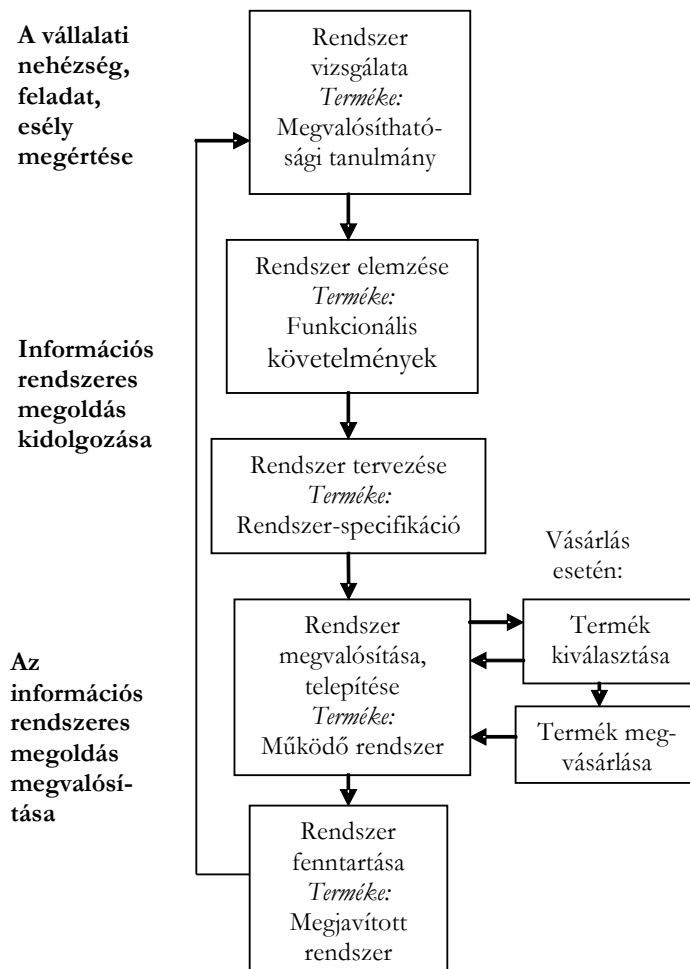 A vállalati
nehézség,
feladat,
esély
megértése
Rendszer
vizsgálata
Terméke:
Megvalósítható-
sági tanulmány
Rendszer elemzése
Terméke:
Funkcionális
követelmények
Információs
rendszeres
megoldás
kidolgozása
Rendszer tervezése
Terméke:
Rendszer-specifikáció
Vásárlás
esetén:
Rendszer
megvalósítása,
telepítése
Terméke:
Működő rendszer
Termék
kiválasztása
Termék meg-
vásárlása
Az
információs
rendszeres
megoldás
megvalósí-
tása
Rendszer
fenntartása
Terméke:
Megjavított
rendszer